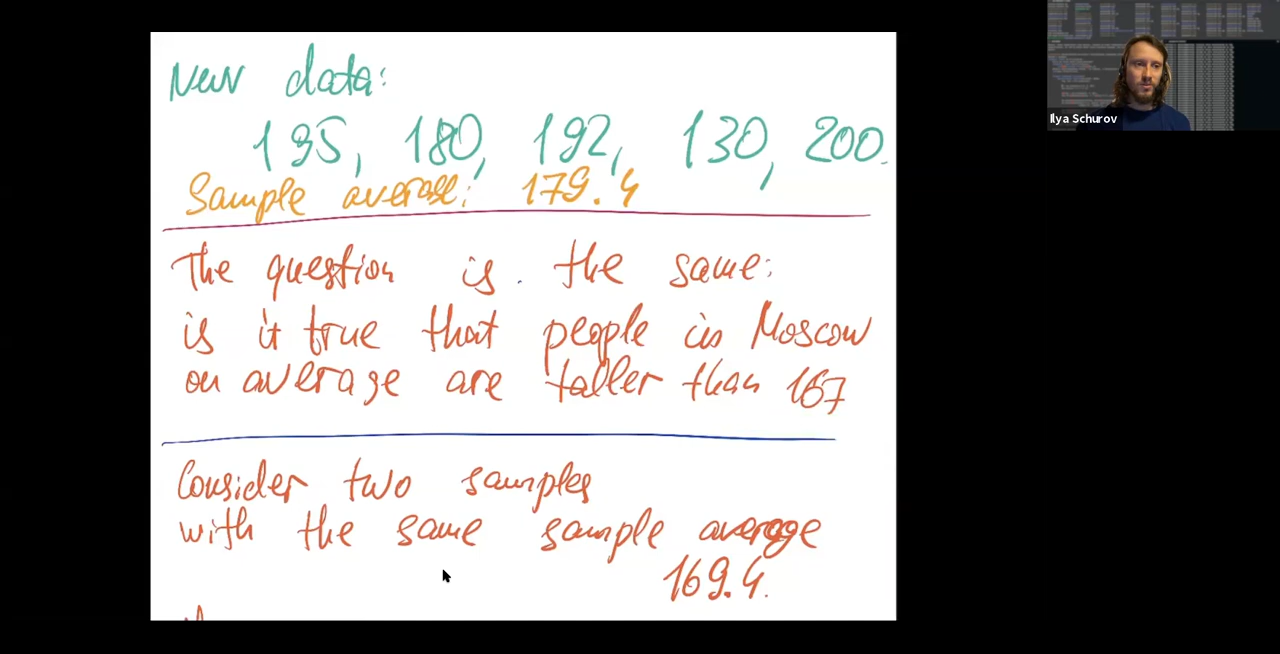 New data:
195, 180, 192, 130, 200.
Sample average: 179.4
The question is the same:
is it true that people in Moscow
on average are taller than 167
Consider two samples
with the same sample average
169.4.
Ilya Schurov